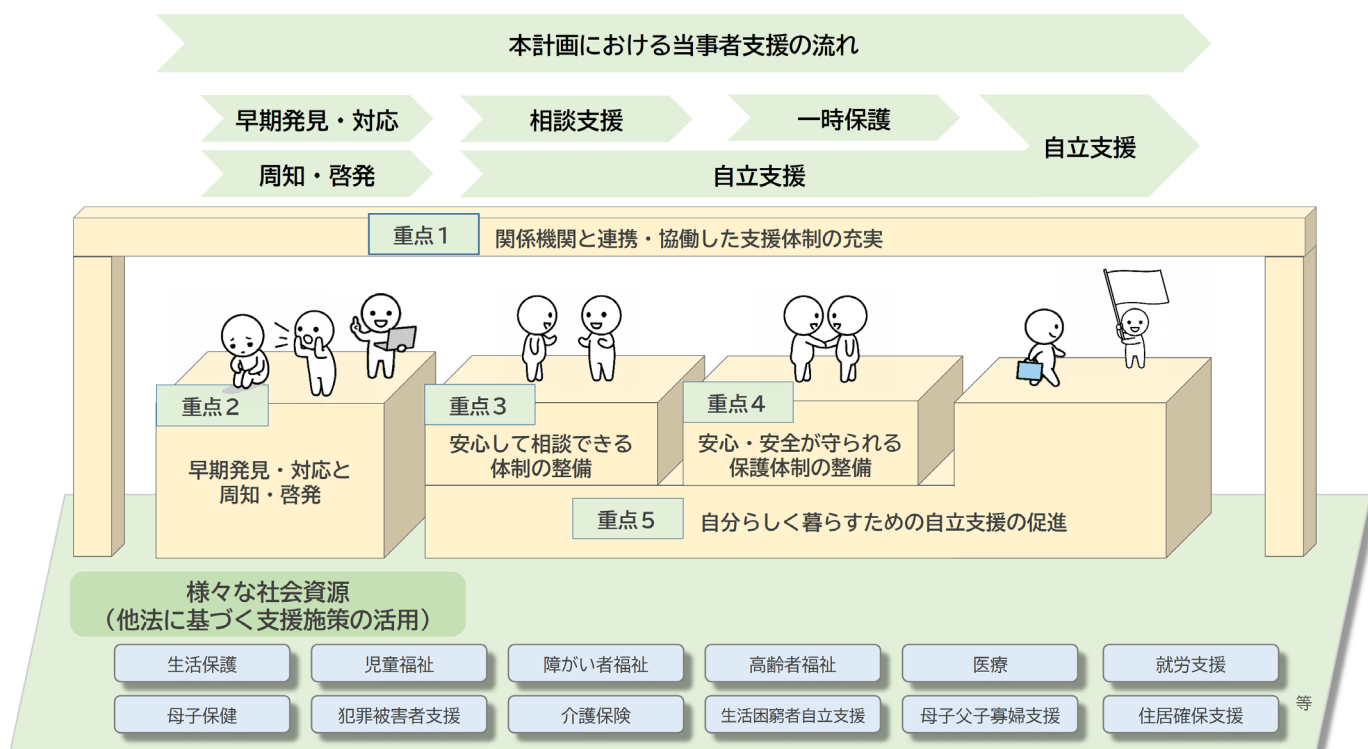 本計画における当事者支援の流れ
早期発見・対応
相談支援
一時保護
自立支援
周知・啓発
自立支援
重点1
関係機関と連携・協働した支援体制の充実
重点2
早期発見・対応と
周知・啓発
重点3
安心して相談できる
体制の整備
重点4
安心・安全が守られる
保護体制の整備
重点5
自分らしく暮らすための自立支援の促進
様々な社会資源
（他法に基づく支援施策の活用）
生活保護
児童福祉
障がい者福祉
高齢者福祉
医療
就労支援
母子保健
犯罪被害者支援
介護保険
生活困窮者自立支援
母子父子寡婦支援
住居確保支援
等